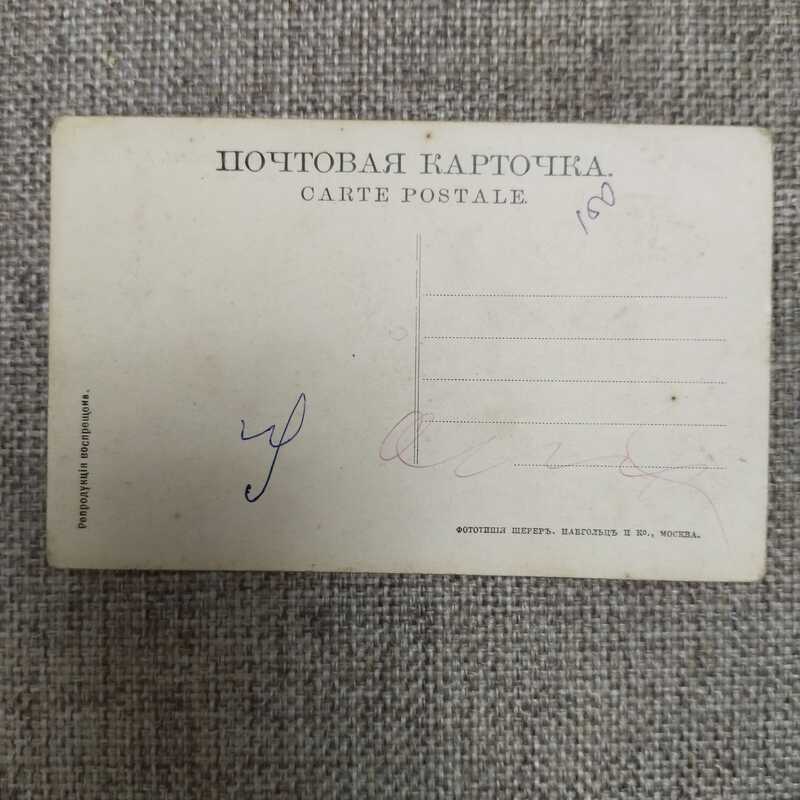 ПОЧТОВАЯ КАРТОЧКА.
CARTE POSTALE.
150
Репродукція воспрещена.
ФОТОТИПІЯ ШЕРЕРЪ, НАБГОЛЬЦЪ И Ко., МОСКВА.